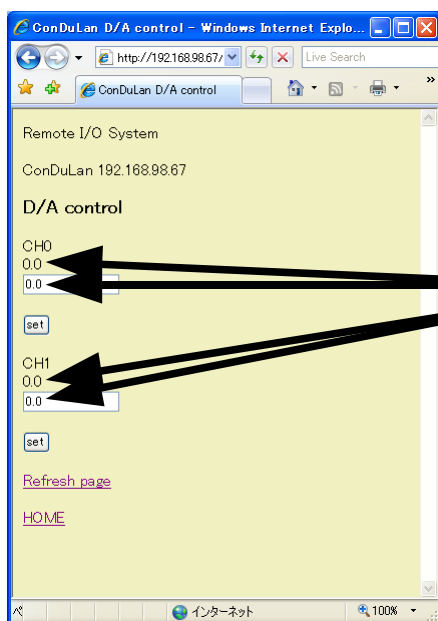 ConDuLan D/A control - Windows Internet Explo...
http://192.168.98.67/
Live Search
ConDuLan D/A control
Remote I/O System
ConDuLan 192.168.98.67
D/A control
CH0
0.0
0.0
set
CH1
0.0
0.0
set
Refresh page
HOME
ペ
インターネット
100%